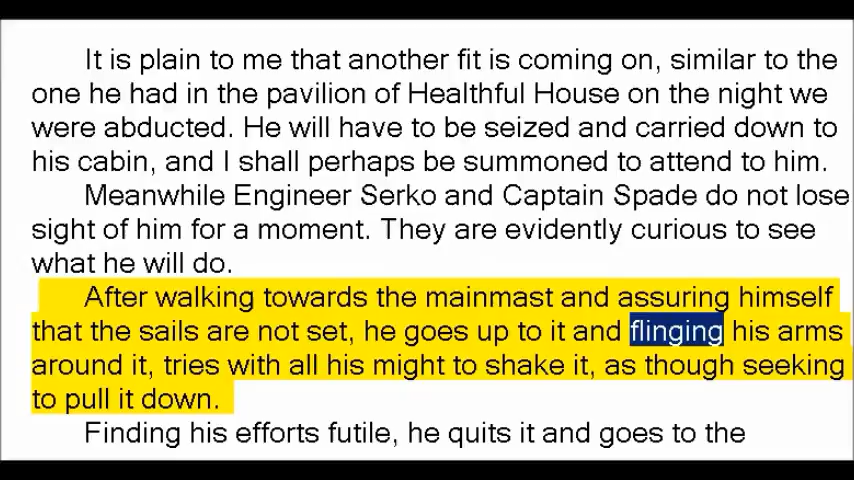 It is plain to me that another fit is coming on, similar to the
one he had in the pavilion of Healthful House on the night we
were abducted. He will have to be seized and carried down to
his cabin, and I shall perhaps be summoned to attend to him.
Meanwhile Engineer Serko and Captain Spade do not lose
sight of him for a moment. They are evidently curious to see
what he will do.
After walking towards the mainmast and assuring himself
that the sails are not set, he goes up to it and flinging his arms
around it, tries with all his might to shake it, as though seeking
to pull it down.
Finding his efforts futile, he quits it and goes to the